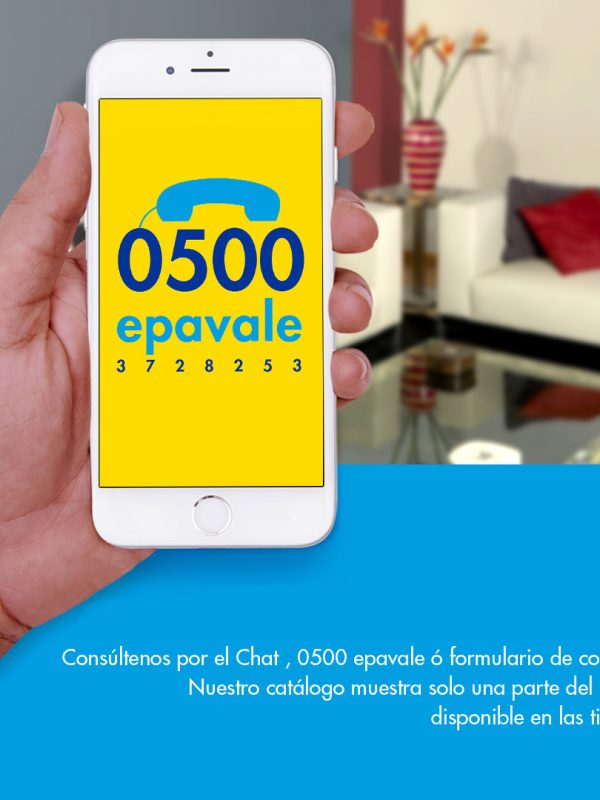 0500
epavale
3 7 2 8 2 5 3
Consúltenos por el Chat , 0500 epavale ó formulario de co
Nuestro catálogo muestra solo una parte del
disponible en las ti